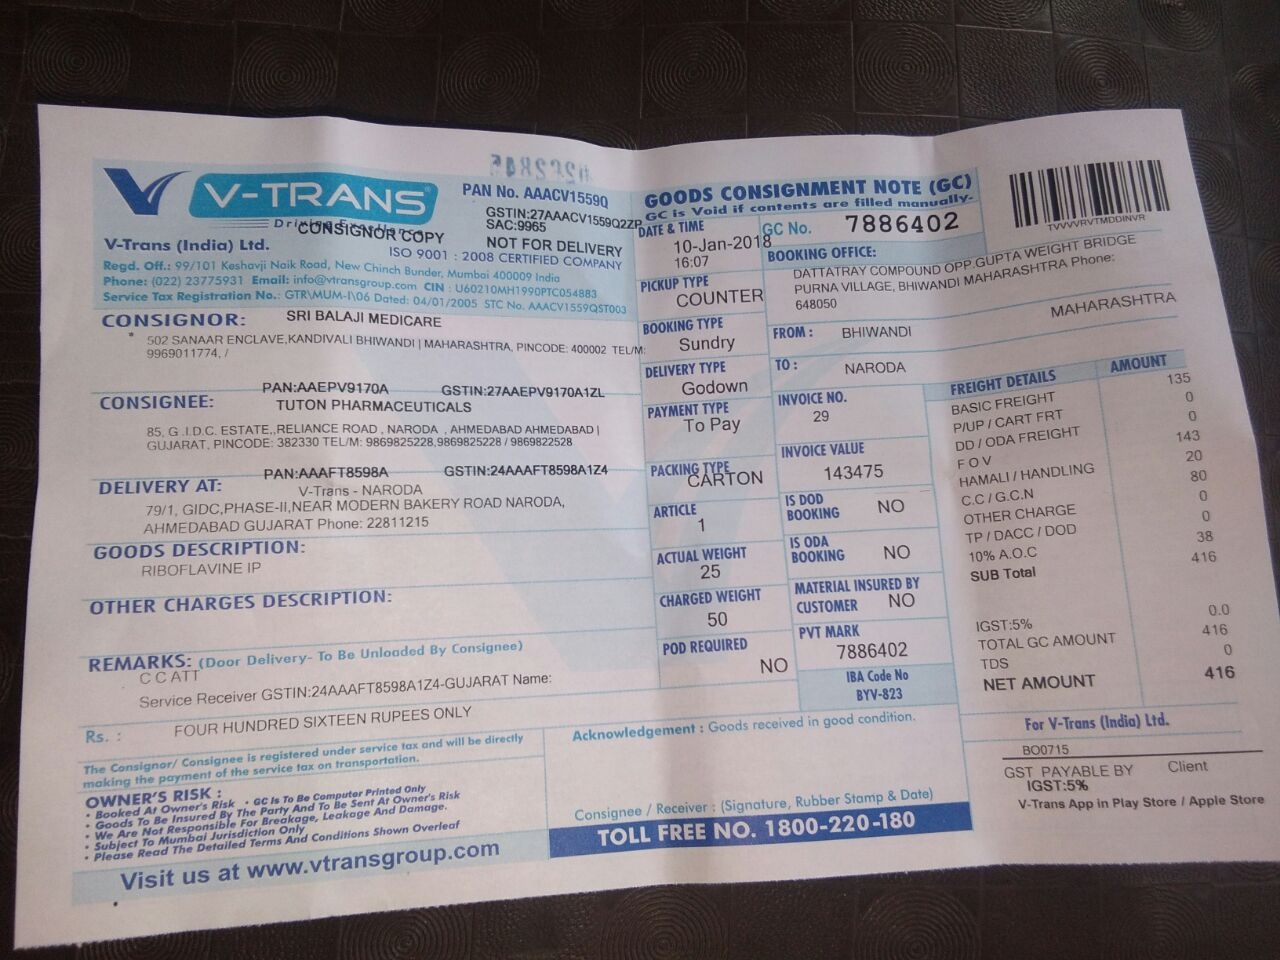 V-TRANS®
Driving Excellence
PAN No. AAACV1559Q
GSTIN:27AAACV1559Q2ZP
SAC:9965
CONSIGNOR COPY
NOT FOR DELIVERY
V-Trans (India) Ltd.
ISO 9001 : 2008 CERTIFIED COMPANY
Regd. Off.: 99/101 Keshavji Naik Road, New Chinch Bunder, Mumbai 400009 India
Phone: (022) 23775931 Email: info@vtransgroup.com CIN : U60210MH1990PTC054883
Service Tax Registration No.: GTR\MUM-I\06 Dated: 04/01/2005 STC No. AAACV1559QST003
CONSIGNOR: SRI BALAJI MEDICARE
* 502 SANAAR ENCLAVE,KANDIVALI BHIWANDI | MAHARASHTRA, PINCODE: 400002 TEL/M:
9969011774, /
PAN:AAEPV9170A GSTIN:27AAEPV9170A1ZL
CONSIGNEE: TUTON PHARMACEUTICALS
85, G .I.D.C. ESTATE,,RELIANCE ROAD , NARODA , AHMEDABAD AHMEDABAD |
GUJARAT, PINCODE: 382330 TEL/M: 9869825228,9869825228 / 9869822528
PAN:AAAFT8598A GSTIN:24AAAFT8598A1Z4
DELIVERY AT: V-Trans - NARODA
79/1, GIDC,PHASE-II,NEAR MODERN BAKERY ROAD NARODA,
AHMEDABAD GUJARAT Phone: 22811215
GOODS DESCRIPTION:
RIBOFLAVINE IP
OTHER CHARGES DESCRIPTION:
REMARKS: (Door Delivery- To Be Unloaded By Consignee)
C C ATT
Service Receiver GSTIN:24AAAFT8598A1Z4-GUJARAT Name:
Rs. : FOUR HUNDRED SIXTEEN RUPEES ONLY
The Consignor/ Consignee is registered under service tax and will be directly
making the payment of the service tax on transportation.
OWNER'S RISK :
• Booked At Owner's Risk • GC Is To Be Computer Printed Only
• Goods To Be Insured By The Party And To Be Sent At Owner's Risk
• We Are Not Responsible For Breakage, Leakage And Damage.
• Subject To Mumbai Jurisdiction Only
• Please Read The Detailed Terms And Conditions Shown Overleaf
Visit us at www.vtransgroup.com
GOODS CONSIGNMENT NOTE (GC)
GC is Void if contents are filled manually-
DATE & TIME
10-Jan-2018
16:07
GC No. 7886402
TVVVVRVTMDDINVR
PICKUP TYPE
COUNTER
BOOKING OFFICE:
DATTATRAY COMPOUND OPP.GUPTA WEIGHT BRIDGE
PURNA VILLAGE, BHIWANDI MAHARASHTRA Phone:
648050
BOOKING TYPE
Sundry
FROM : BHIWANDI MAHARASHTRA
DELIVERY TYPE
Godown
TO : NARODA
PAYMENT TYPE
To Pay
INVOICE NO.
29
PACKING TYPE
CARTON
INVOICE VALUE
143475
ARTICLE
1
IS DOD
BOOKING NO
ACTUAL WEIGHT
25
IS ODA
BOOKING NO
CHARGED WEIGHT
50
MATERIAL INSURED BY
CUSTOMER NO
POD REQUIRED
NO
PVT MARK
7886402
IBA Code No
BYV-823
FREIGHT DETAILS AMOUNT
BASIC FREIGHT 135
P/UP / CART FRT 0
DD / ODA FREIGHT 0
F O V 143
HAMALI / HANDLING 20
C.C / G.C.N 80
OTHER CHARGE 0
TP / DACC / DOD 0
10% A.O.C 38
SUB Total 416
IGST:5% 0.0
TOTAL GC AMOUNT 416
TDS 0
NET AMOUNT 416
Acknowledgement : Goods received in good condition.
Consignee / Receiver : (Signature, Rubber Stamp & Date)
TOLL FREE NO. 1800-220-180
For V-Trans (India) Ltd.
BO0715
GST PAYABLE BY Client
IGST:5%
V-Trans App in Play Store / Apple Store